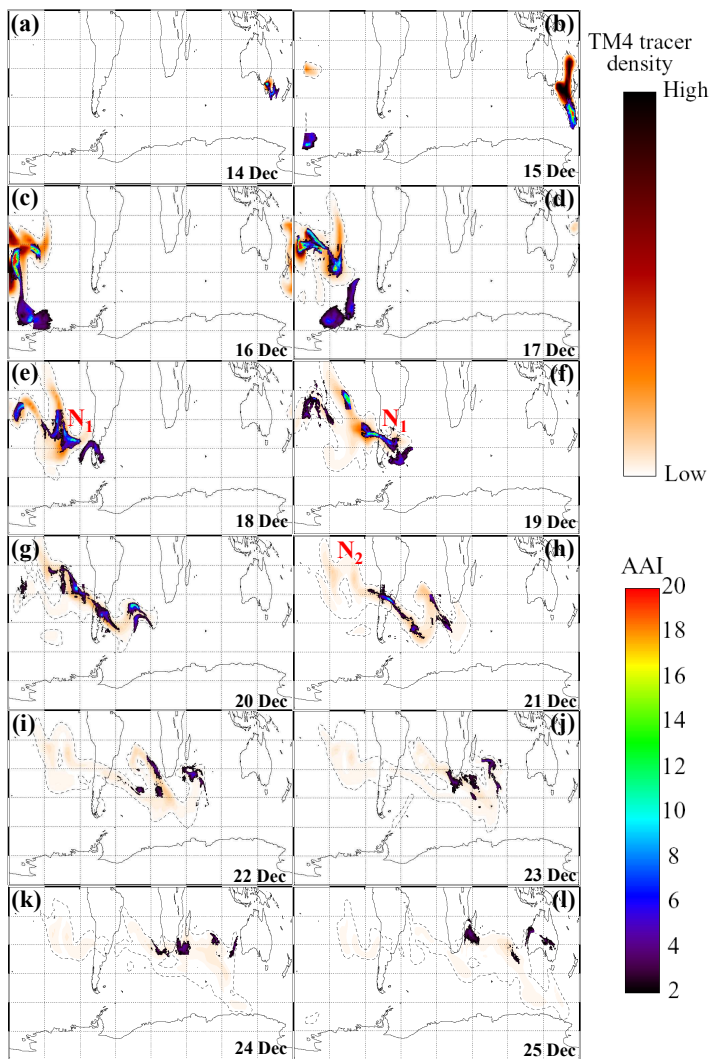 (a)
14 Dec
(b)
15 Dec
TM4 tracer
density
High
Low
(c)
16 Dec
(d)
17 Dec
(e)
N1
18 Dec
(f)
N1
19 Dec
(g)
20 Dec
(h)
N2
21 Dec
(i)
22 Dec
(j)
23 Dec
(k)
24 Dec
(l)
25 Dec
AAI
20
18
16
14
12
10
8
6
4
2